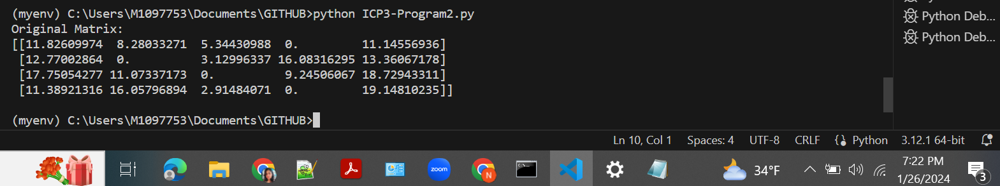 (myenv) C:\Users\M1097753\Documents\GITHUB>python ICP3-Program2.py
Original Matrix:
[[11.82609974  8.28033271  5.34430988  0.         11.14556936]
 [12.77002864  0.          3.12996337 16.08316295 13.36067178]
 [17.75054277 11.07337173  0.          9.24506067 18.72943311]
 [11.38921316 16.05796894  2.91484071  0.         19.14810235]]
(myenv) C:\Users\M1097753\Documents\GITHUB>
Python Deb...
Python Deb...
Ln 10, Col 1 Spaces: 4 UTF-8 CRLF {} Python 3.12.1 64-bit
zoom
N
C:\
34°F
7:22 PM
1/26/2024
3